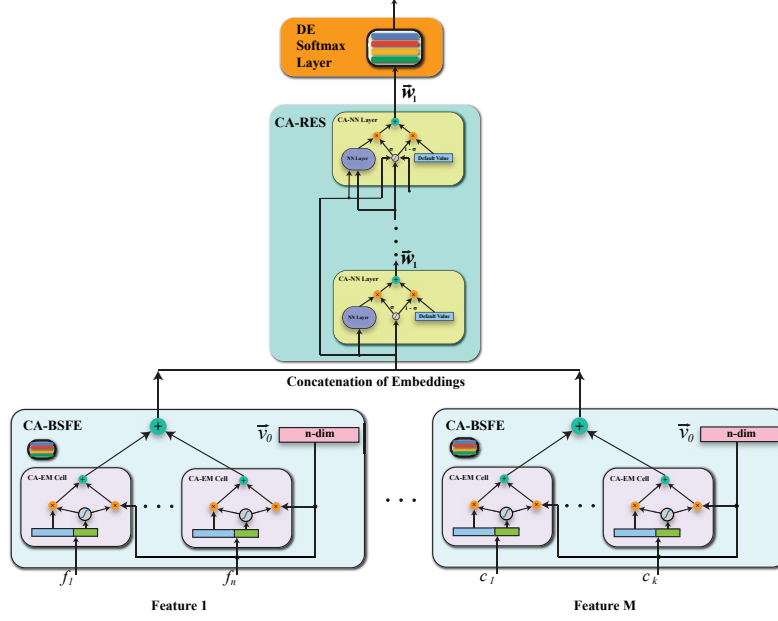 DE
Softmax
Layer
w⃗₁
CA-RES
CA-NN Layer
× + ×
σ 1 - σ
NN Layer
Default Value
w⃗₁
CA-NN Layer
× + ×
σ 1 - σ
NN Layer
Default Value
Concatenation of Embeddings
CA-BSFE
+
v⃗₀
n-dim
CA-EM Cell
+
× ×
CA-EM Cell
+
× ×
f₁
fₙ
Feature 1
CA-BSFE
+
v⃗₀
n-dim
CA-EM Cell
+
× ×
CA-EM Cell
+
× ×
c₁
cₖ
Feature M